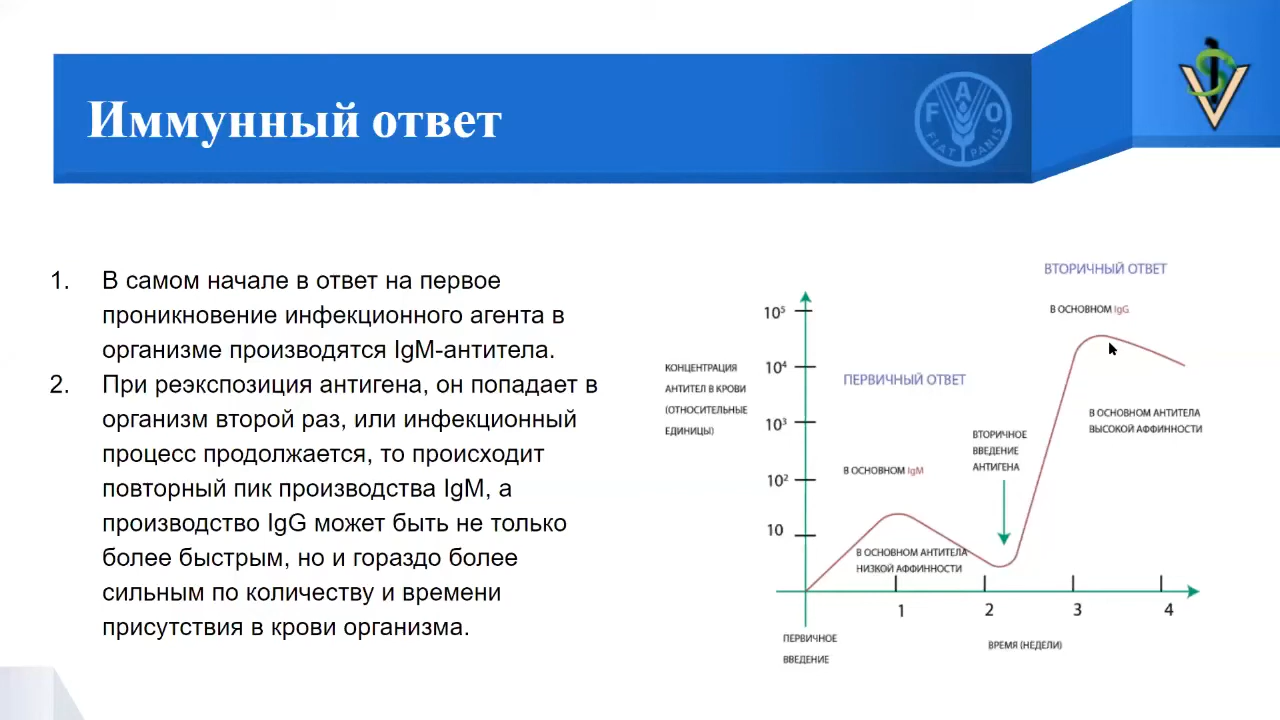 Иммунный ответ
F A O
FIAT PANIS
1. В самом начале в ответ на первое
проникновение инфекционного агента в
организме производятся IgM-антитела.
2. При реэкспозиция антигена, он попадает в
организм второй раз, или инфекционный
процесс продолжается, то происходит
повторный пик производства IgM, а
производство IgG может быть не только
более быстрым, но и гораздо более
сильным по количеству и времени
присутствия в крови организма.
ВТОРИЧНЫЙ ОТВЕТ
В ОСНОВНОМ IgG
10⁵
КОНЦЕНТРАЦИЯ
АНТИТЕЛ В КРОВИ
(ОТНОСИТЕЛЬНЫЕ
ЕДИНИЦЫ)
10⁴
ПЕРВИЧНЫЙ ОТВЕТ
10³
В ОСНОВНОМ АНТИТЕЛА
ВЫСОКОЙ АФФИННОСТИ
ВТОРИЧНОЕ
ВВЕДЕНИЕ
АНТИГЕНА
В ОСНОВНОМ IgM
10²
10
В ОСНОВНОМ АНТИТЕЛА
НИЗКОЙ АФФИННОСТИ
1 2 3 4
ПЕРВИЧНОЕ
ВВЕДЕНИЕ
ВРЕМЯ (НЕДЕЛИ)